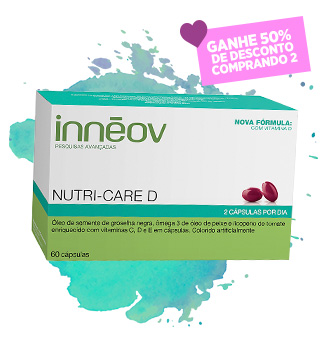 GANHE 50%
DE DESCONTO
COMPRANDO 2
innēov
PESQUISAS AVANÇADAS
NOVA FÓRMULA:
COM VITAMINA D
NUTRI-CARE D
2 CÁPSULAS POR DIA
Óleo de semente de groselha negra, ômega 3 de óleo de peixe e licopeno de tomate
enriquecido com vitaminas C, D e E em cápsulas. Colorido artificialmente
60 cápsulas